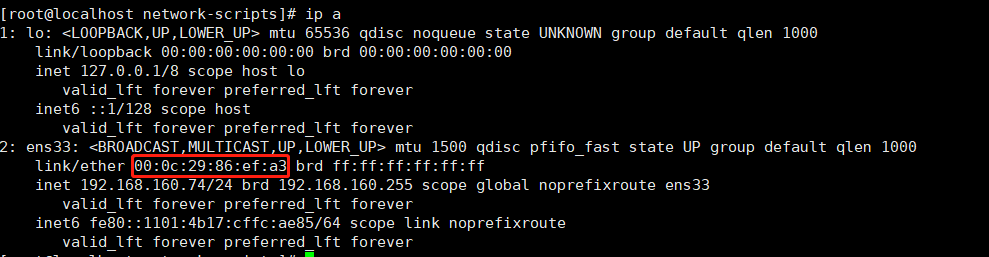 [root@localhost network-scripts]# ip a
1: lo: <LOOPBACK,UP,LOWER_UP> mtu 65536 qdisc noqueue state UNKNOWN group default qlen 1000
    link/loopback 00:00:00:00:00:00 brd 00:00:00:00:00:00
    inet 127.0.0.1/8 scope host lo
       valid_lft forever preferred_lft forever
    inet6 ::1/128 scope host
       valid_lft forever preferred_lft forever
2: ens33: <BROADCAST,MULTICAST,UP,LOWER_UP> mtu 1500 qdisc pfifo_fast state UP group default qlen 1000
    link/ether 00:0c:29:86:ef:a3 brd ff:ff:ff:ff:ff:ff
    inet 192.168.160.74/24 brd 192.168.160.255 scope global noprefixroute ens33
       valid_lft forever preferred_lft forever
    inet6 fe80::1101:4b17:cffc:ae85/64 scope link noprefixroute
       valid_lft forever preferred_lft forever